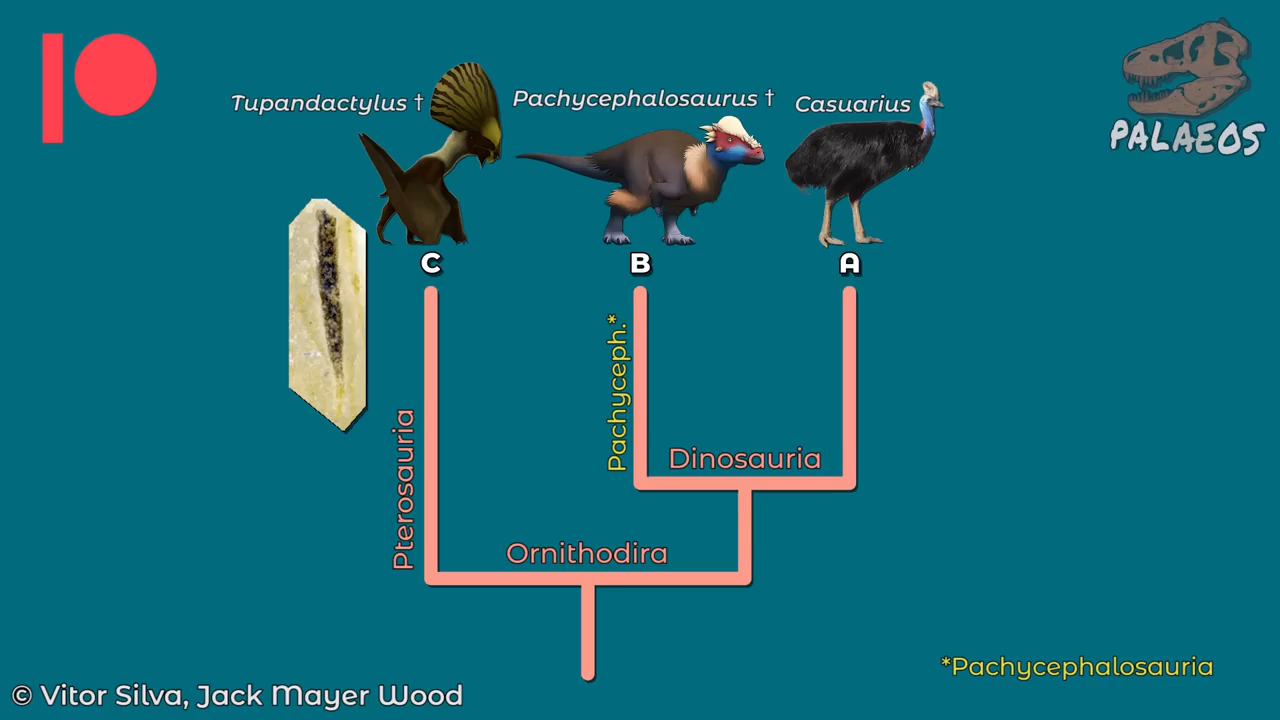 Tupandactylus †
Pachycephalosaurus †
Casuarius
PALAEOS
C
B
A
Pachyceph.*
Dinosauria
Pterosauria
Ornithodira
*Pachycephalosauria
© Vitor Silva, Jack Mayer Wood